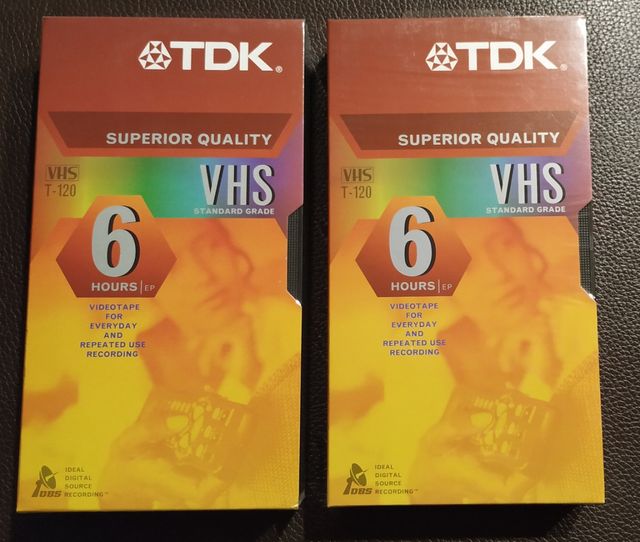 TDK®
SUPERIOR QUALITY
VHS
T-120
VHS
STANDARD GRADE
6
HOURS | EP
VIDEOTAPE
FOR
EVERYDAY
AND
REPEATED USE
RECORDING
DBS
IDEAL
DIGITAL
SOURCE
RECORDING™
TDK®
SUPERIOR QUALITY
VHS
T-120
VHS
STANDARD GRADE
6
HOURS | EP
VIDEOTAPE
FOR
EVERYDAY
AND
REPEATED USE
RECORDING
DBS
IDEAL
DIGITAL
SOURCE
RECORDING™